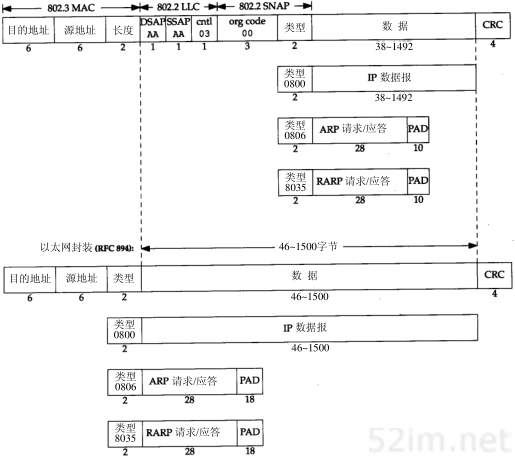 802.3 MAC 802.2 LLC 802.2 SNAP
目的地址 源地址 长度 DSAP AA SSAP AA cntl 03 org code 00 类型 数 据 CRC
6 6 2 1 1 1 3 2 38~1492 4
类型 0800 IP 数据报
2 38~1492
类型 0806 ARP 请求/应答 PAD
2 28 10
类型 8035 RARP 请求/应答 PAD
2 28 10
以太网封装 (RFC 894): 46~1500字节
目的地址 源地址 类型 数 据 CRC
6 6 2 46~1500 4
类型 0800 IP 数据报
2 46~1500
类型 0806 ARP 请求/应答 PAD
2 28 18
类型 8035 RARP 请求/应答 PAD
2 28 18
52im.net